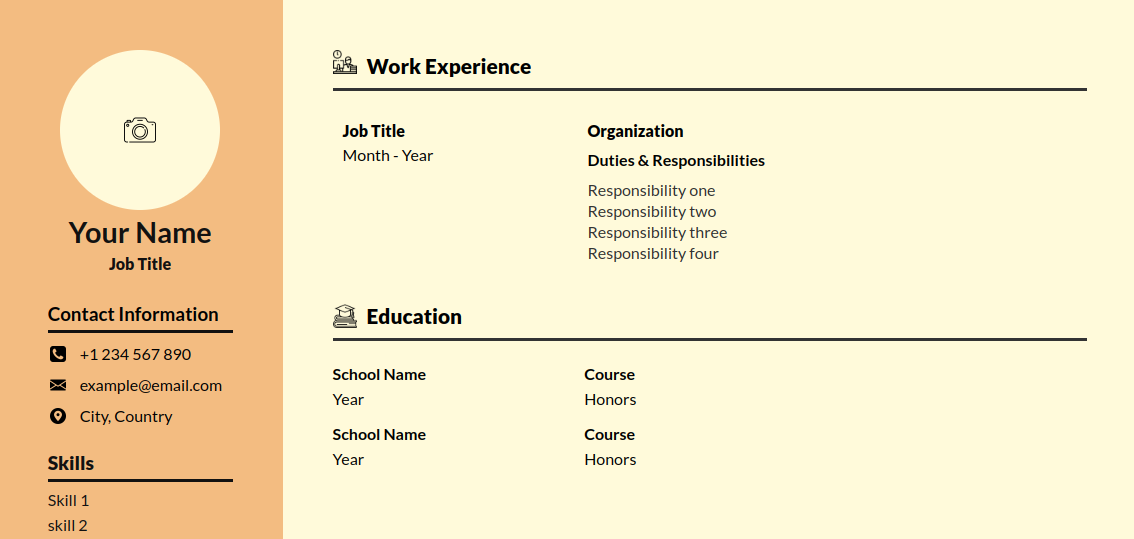 Your Name
Job Title
Contact Information
+1 234 567 890
example@email.com
City, Country
Skills
Skill 1
skill 2
Work Experience
Job Title
Month - Year
Organization
Duties & Responsibilities
Responsibility one
Responsibility two
Responsibility three
Responsibility four
Education
School Name Course
Year Honors
School Name Course
Year Honors